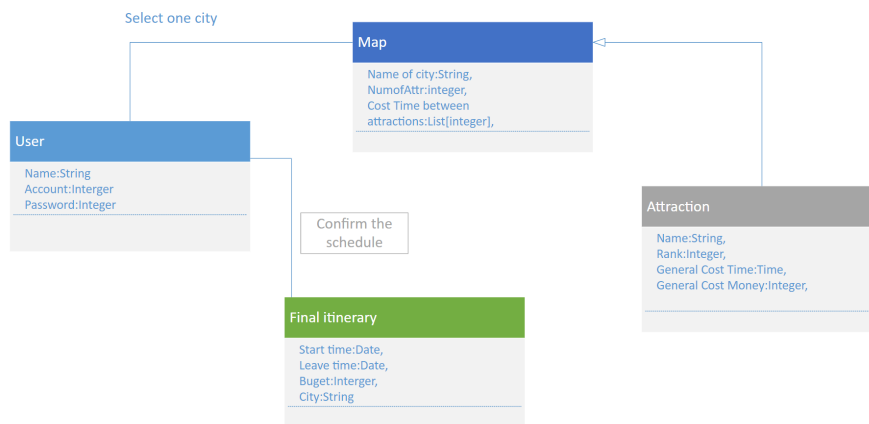 Select one city
Map
Name of city:String,
NumofAttr:integer,
Cost Time between
attractions:List[integer],
User
Name:String
Account:Interger
Password:Integer
Attraction
Name:String,
Rank:Integer,
General Cost Time:Time,
General Cost Money:Integer,
Confirm the
schedule
Final itinerary
Start time:Date,
Leave time:Date,
Buget:Interger,
City:String